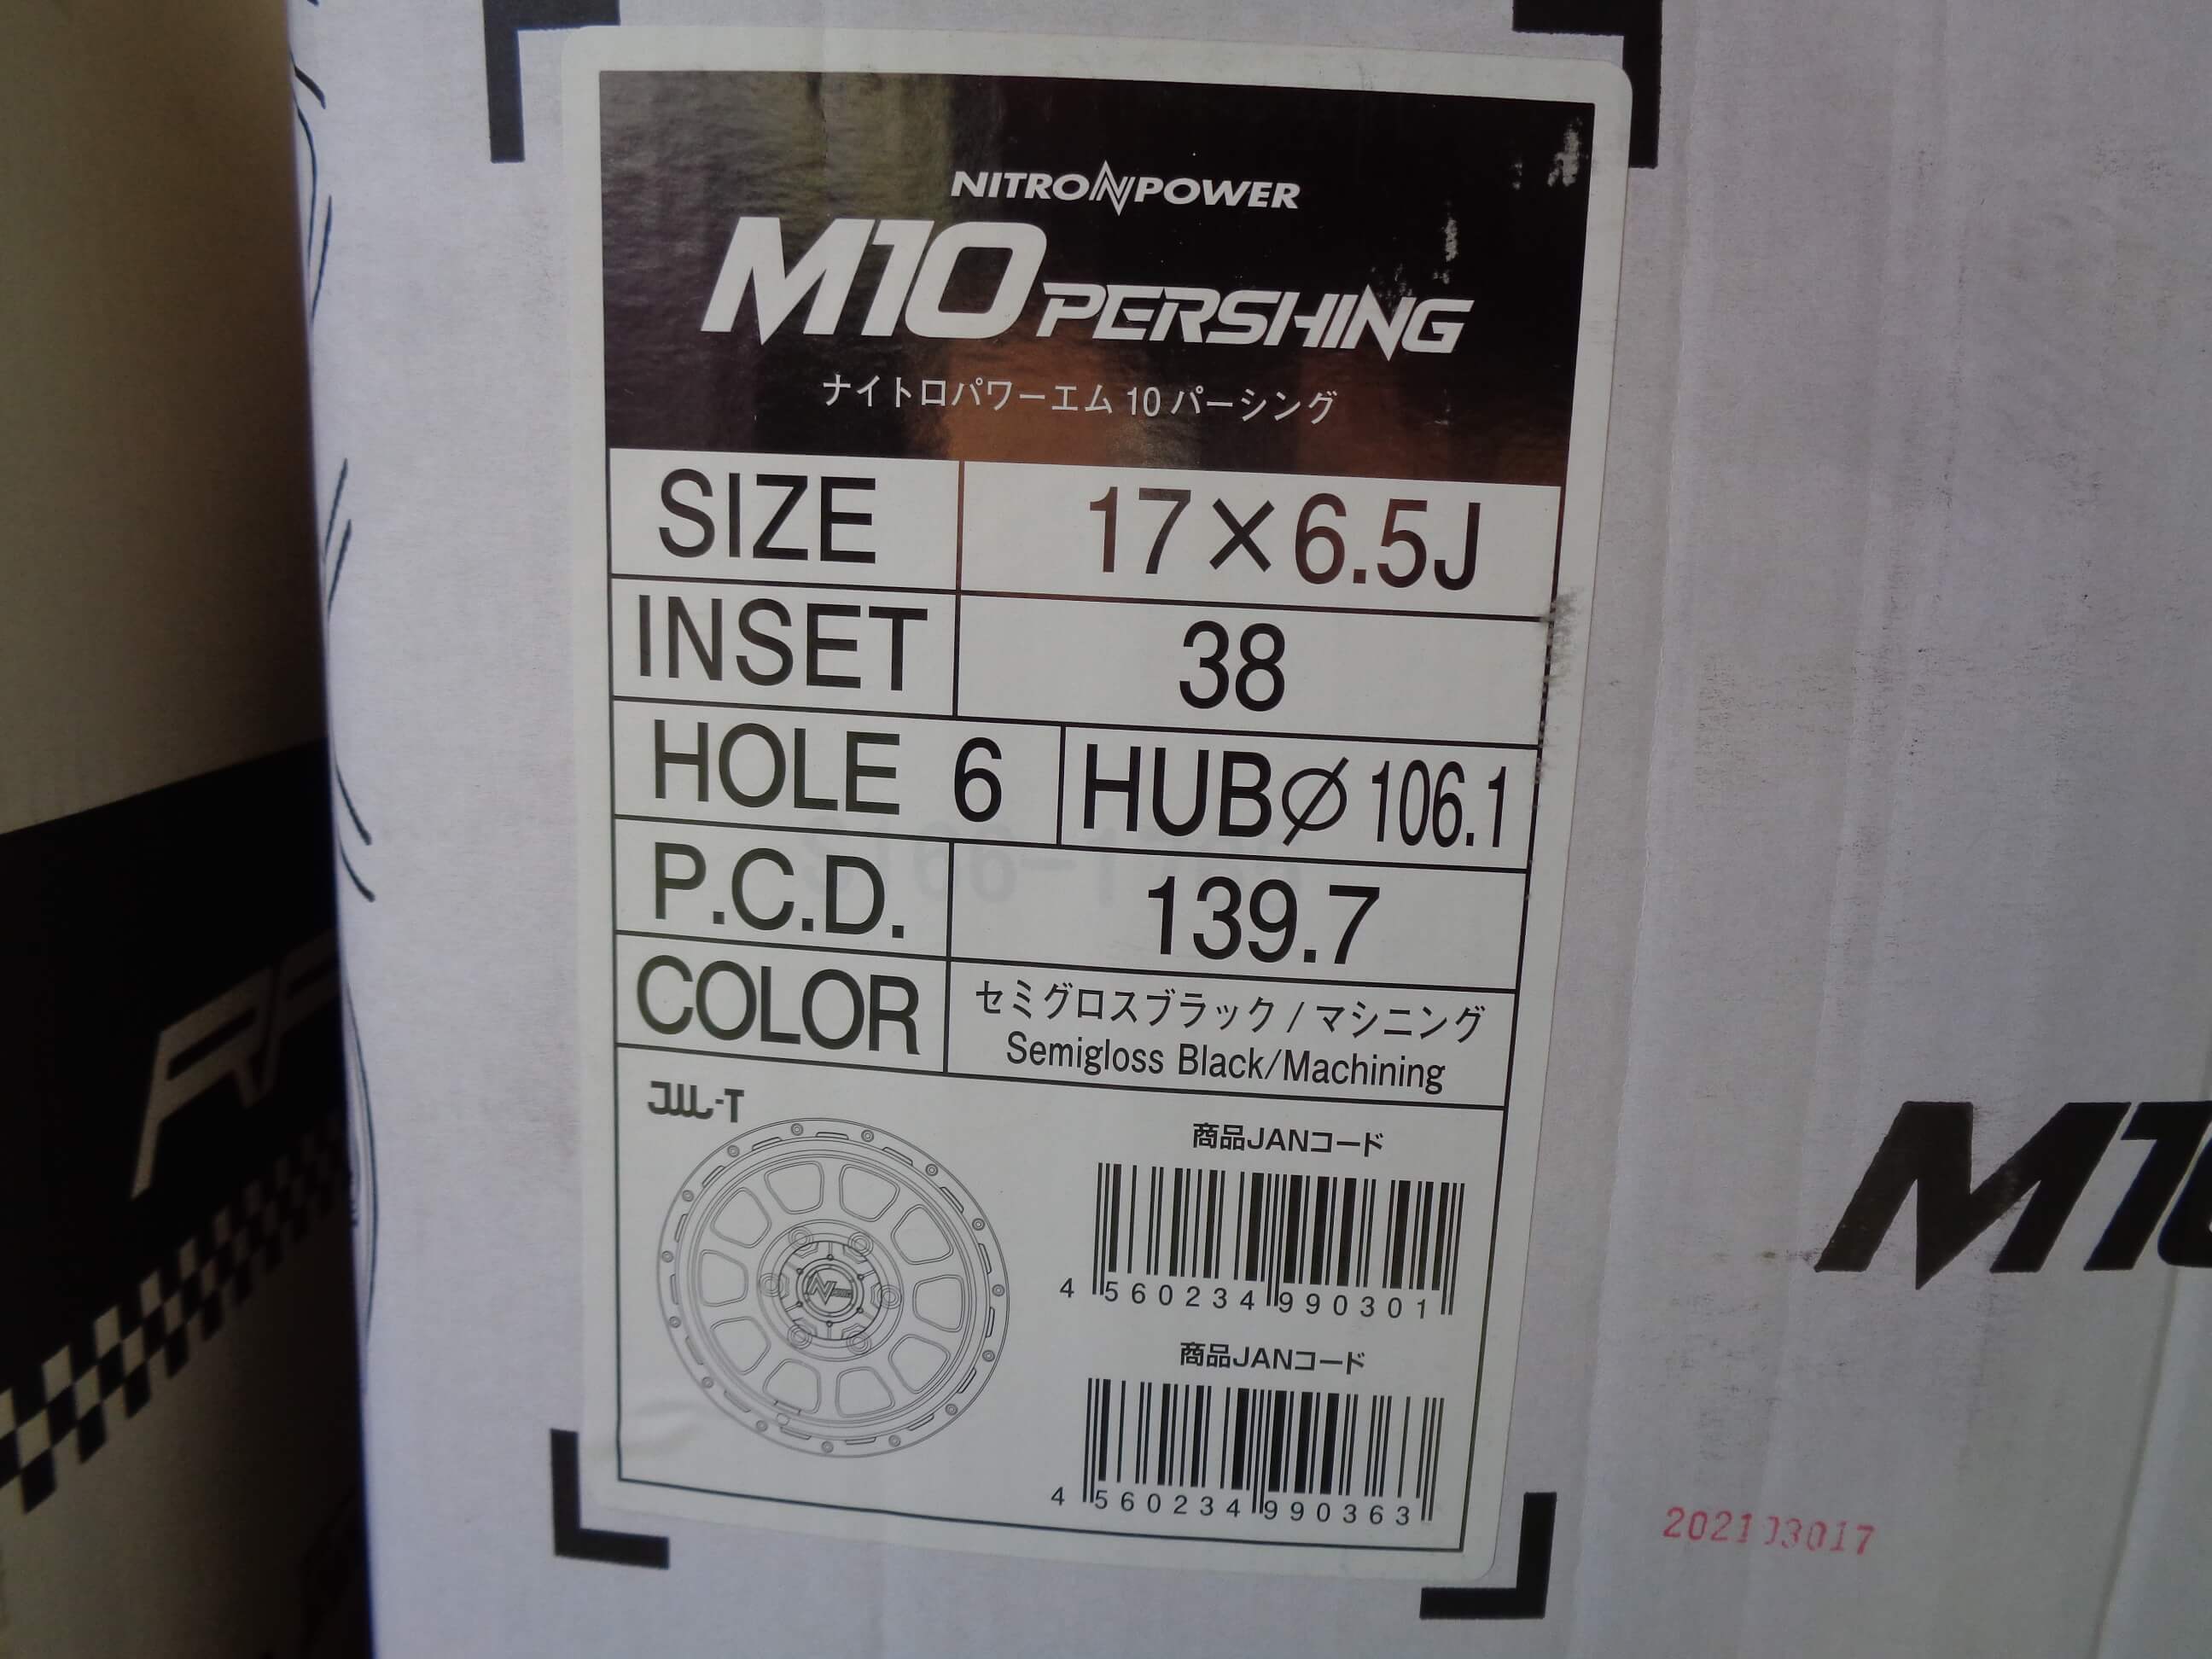 NITRO POWER
M10 PERSHING
ナイトロパワーエム 10 パーシング
SIZE 17×6.5J
INSET 38
HOLE 6 HUBØ 106.1
P.C.D. 139.7
COLOR セミグロスブラック / マシニング
Semigloss Black/Machining
JWL-T
商品JANコード
4 560234 990301
商品JANコード
4 560234 990363
M10